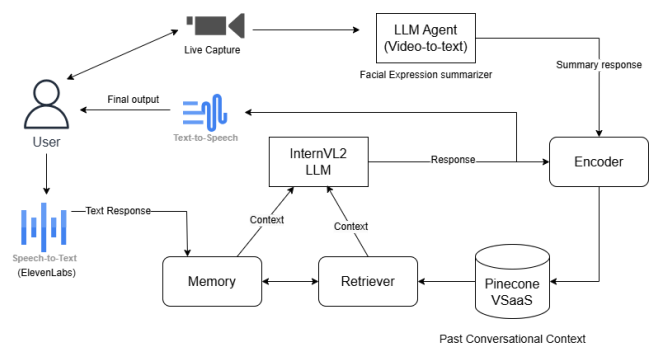 Live Capture
LLM Agent
(Video-to-text)
Facial Expression summarizer
Summary response
Final output
Text-to-Speech
User
InternVL2
LLM
Response
Encoder
Speech-to-Text
(ElevenLabs)
Text Response
Context
Context
Memory
Retriever
Pinecone
VSaaS
Past Conversational Context